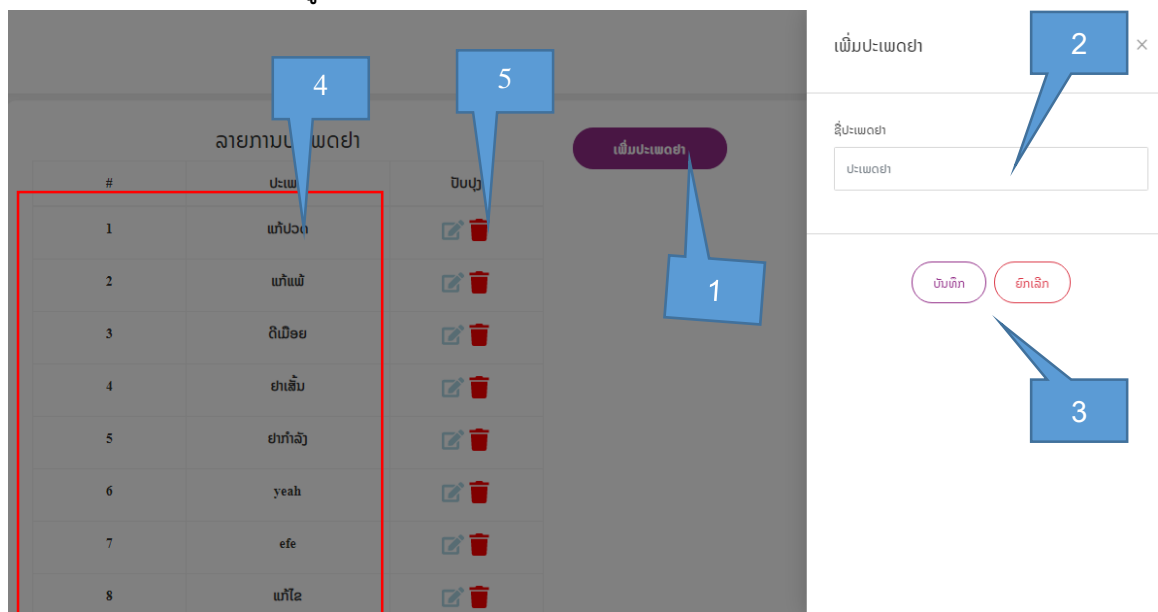 ເພີ່ມປະເພດຢາ
2
×
4
5
ລາຍການປະເພດຢາ
ເພີ່ມປະເພດຢາ
ຊື່ປະເພດຢາ
ປະເພດຢາ
# ປັບປຸງ
1 ແກ້ປວດ
2 ແກ້ແພ້
1
ບັນທຶກ ຍົກເລີກ
3 ດີເມື່ອຍ
4 ຢາເສັ້ນ
3
5 ຢາກຳລັງ
6 yeah
7 efe
8 ແກ້ໄຂ